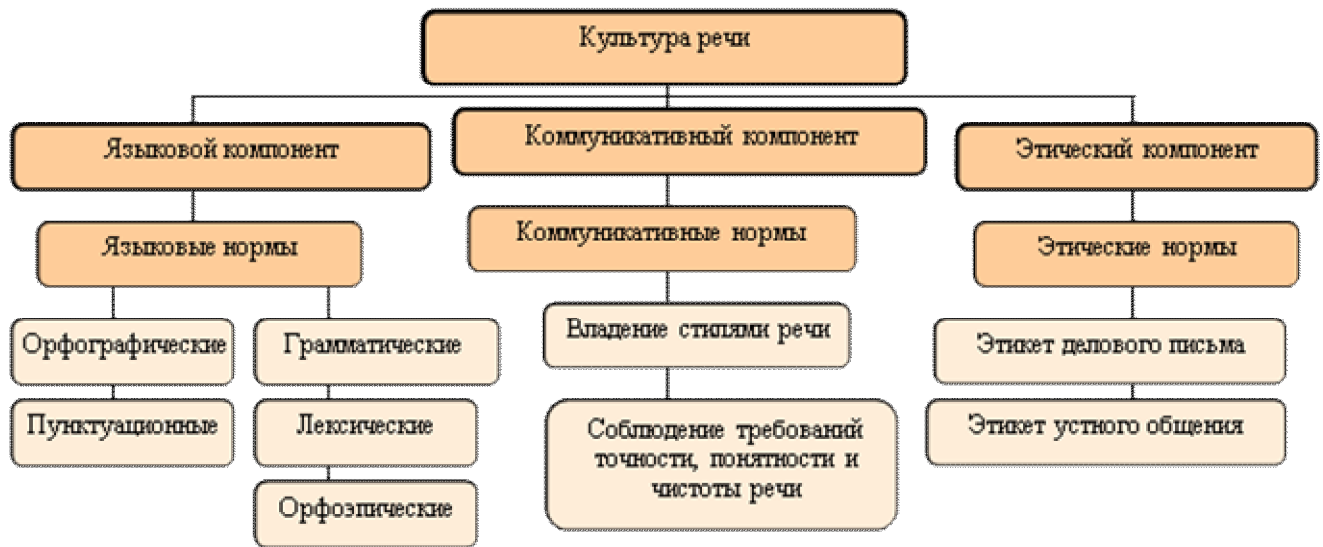 Культура речи
Языковой компонент
Коммуникативный компонент
Этический компонент
Языковые нормы
Коммуникативные нормы
Этические нормы
Орфографические
Грамматические
Владение стилями речи
Этикет делового письма
Пунктуационные
Лексические
Соблюдение требований
точности, понятности и
чистоты речи
Этикет устного общения
Орфоэпические